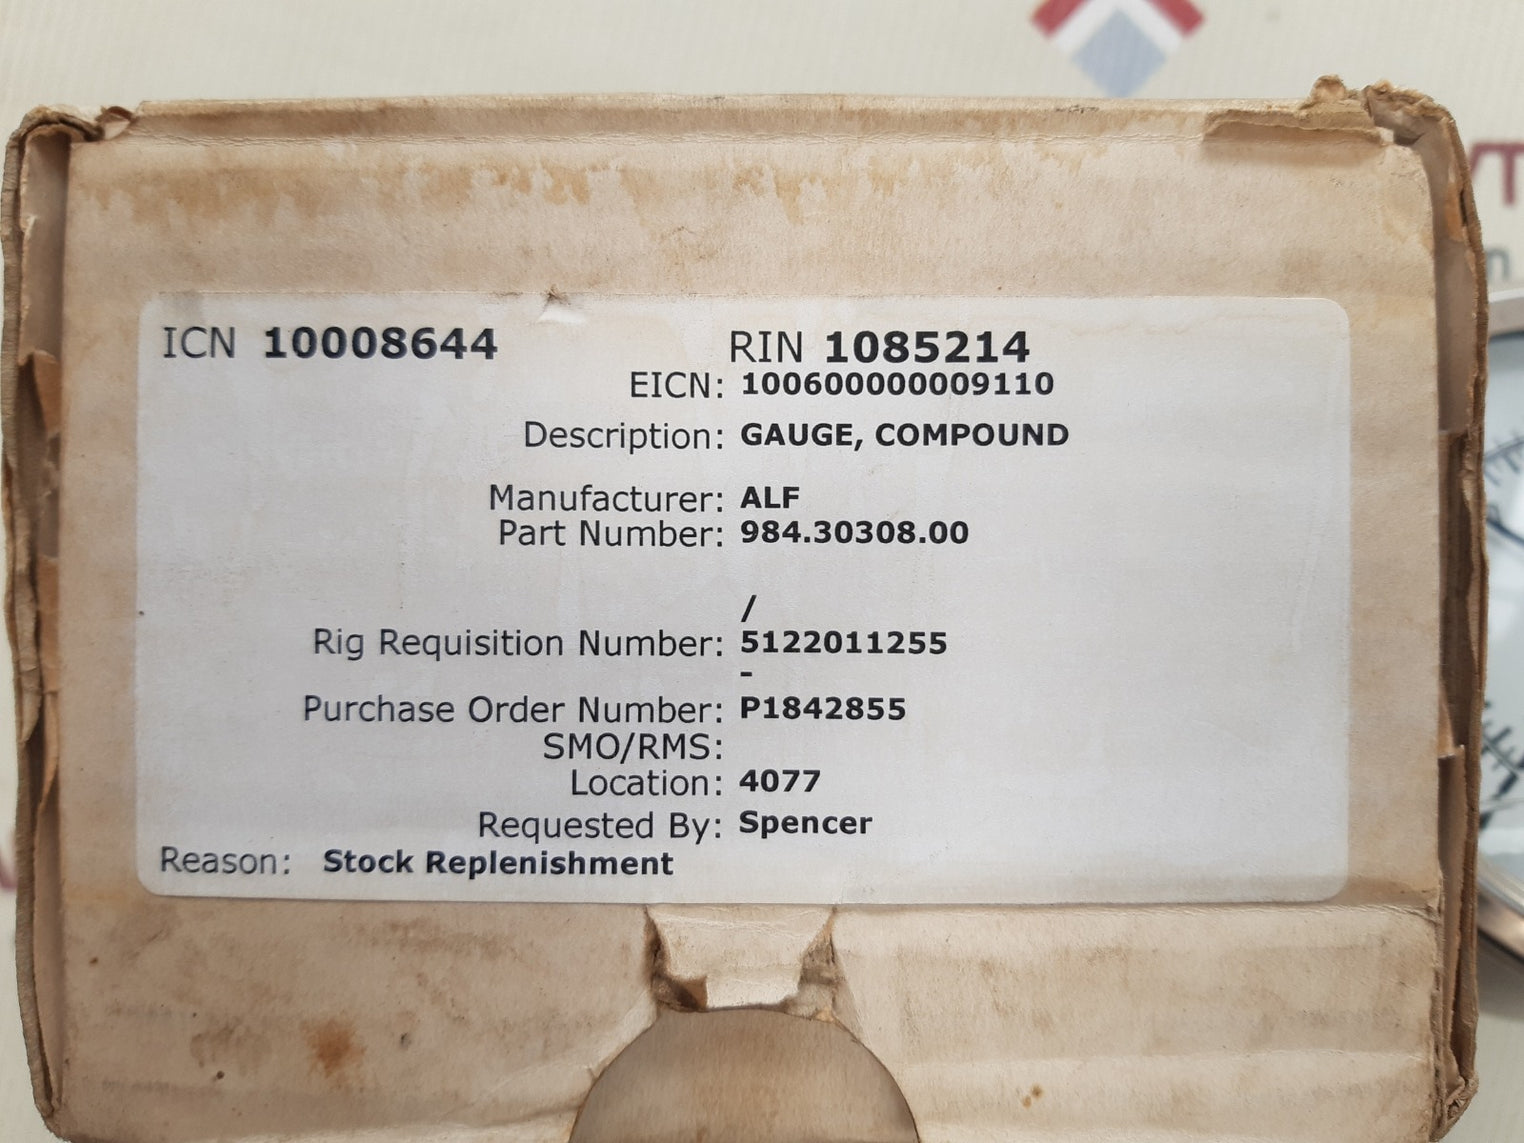 ICN 10008644 RIN 1085214
EICN: 100600000009110
Description: GAUGE, COMPOUND
Manufacturer: ALF
Part Number: 984.30308.00
/
Rig Requisition Number: 5122011255
-
Purchase Order Number: P1842855
SMO/RMS:
Location: 4077
Requested By: Spencer
Reason: Stock Replenishment